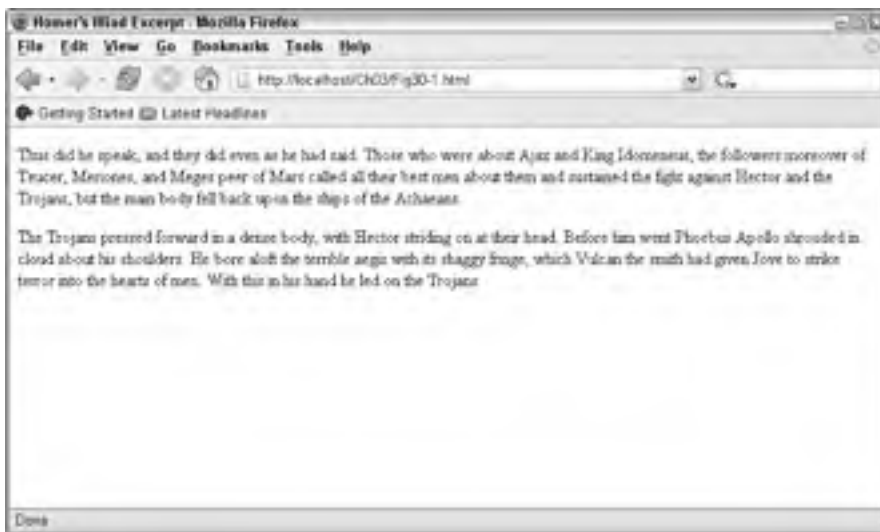 Homer's Iliad Excerpt - Mozilla Firefox
File Edit View Go Bookmarks Tools Help
http://localhost/Ch03/Fig30-1.html
Getting Started Latest Headlines
Thus did he speak, and they did even as he had said. Those who were about Ajax and King Idomeneus, the followers moreover of
Teucer, Meriones, and Meges peer of Mars called all their best men about them and sustained the fight against Hector and the
Trojans, but the main body fell back upon the ships of the Achaeans.
The Trojans pressed forward in a dense body, with Hector striding on at their head. Before him went Phoebus Apollo shrouded in
cloud about his shoulders. He bore aloft the terrible aegis with its shaggy fringe, which Vulcan the smith had given Jove to strike
terror into the hearts of men. With this in his hand he led on the Trojans
Done